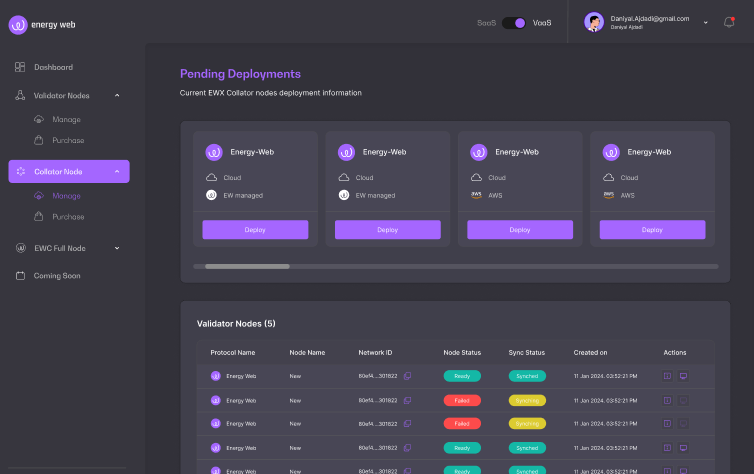 energy web
SaaS
VaaS
Daniyal.Ajdadi@gmail.com
Daniyal Ajdadi
Dashboard
Validator Nodes
Manage
Purchase
Collator Node
Manage
Purchase
EWC Full Node
Coming Soon
Pending Deployments
Current EWX Collator nodes deployment information
Energy-Web
Cloud
EW managed
Deploy
Energy-Web
Cloud
EW managed
Deploy
Energy-Web
Cloud
aws AWS
Deploy
Energy-Web
Cloud
aws AWS
Deploy
Validator Nodes (5)
Protocol Name Node Name Network ID Node Status Sync Status Created on Actions
Energy Web New 60ef4....301822 Ready Synched 11 Jan 2024, 03:52:21 PM
Energy Web New 80ef4....301822 Failed Synching 11 Jan 2024, 03:52:21 PM
Energy Web New 80ef4....301822 Failed Synching 11 Jan 2024, 03:52:21 PM
Energy Web New 80ef4....301822 Ready Synched 11 Jan 2024, 03:52:21 PM
Energy Web New 80ef4....301822 Ready Synched 11 Jan 2024, 03:52:21 PM